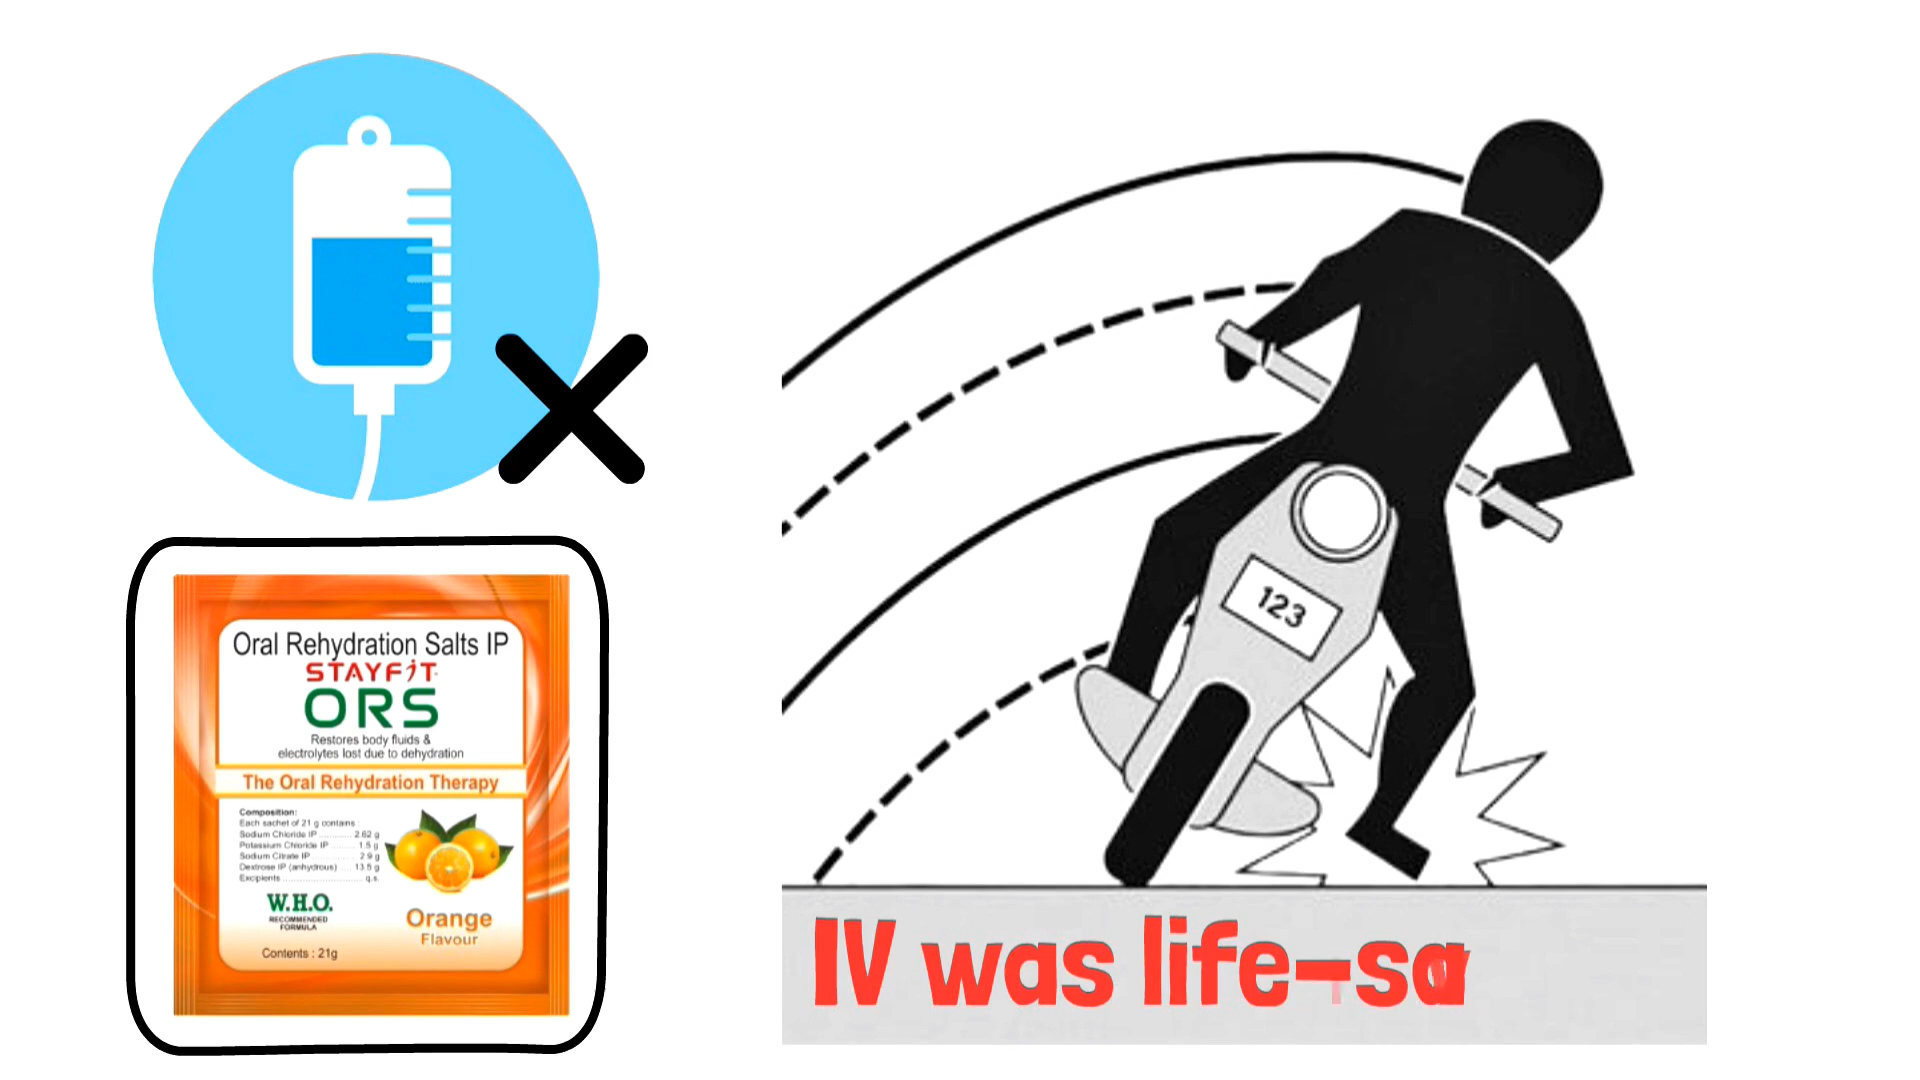 Oral Rehydration Salts IP
STAYFIT
ORS
Restores body fluids &
electrolytes lost due to dehydration
The Oral Rehydration Therapy
Composition:
Each sachet of 21 g contains :
Sodium Chloride IP ............ 2.62 g
Potassium Chloride IP ........ 1.5 g
Sodium Citrate IP ............... 2.9 g
Dextrose IP (anhydrous) .... 13.5 g
Excipients ........................... q.s.
W.H.O.
RECOMMENDED
FORMULA
Orange
Flavour
Contents : 21g
123
IV was life-sa